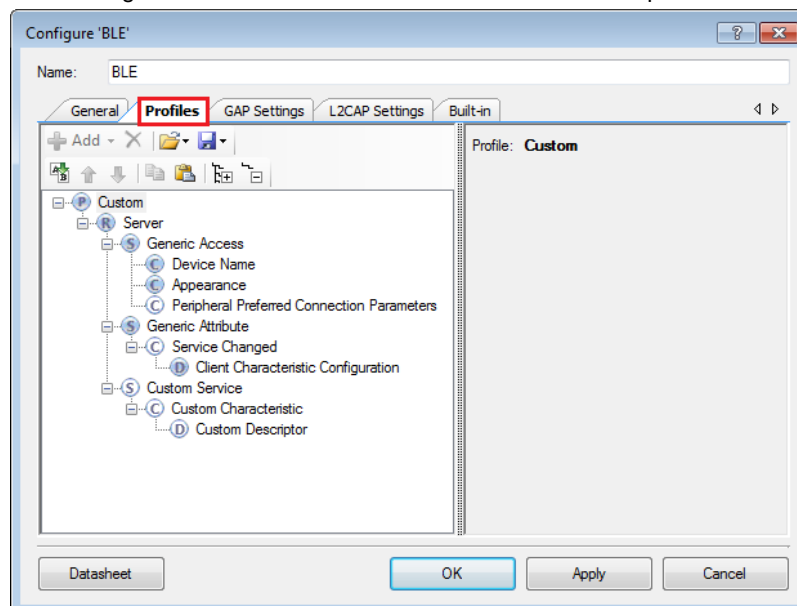 Configure 'BLE'
Name: BLE
General Profiles GAP Settings L2CAP Settings Built-in
Add
Profile: Custom
P Custom
R Server
S Generic Access
C Device Name
C Appearance
C Peripheral Preferred Connection Parameters
S Generic Attribute
C Service Changed
D Client Characteristic Configuration
S Custom Service
C Custom Characteristic
D Custom Descriptor
Datasheet OK Apply Cancel